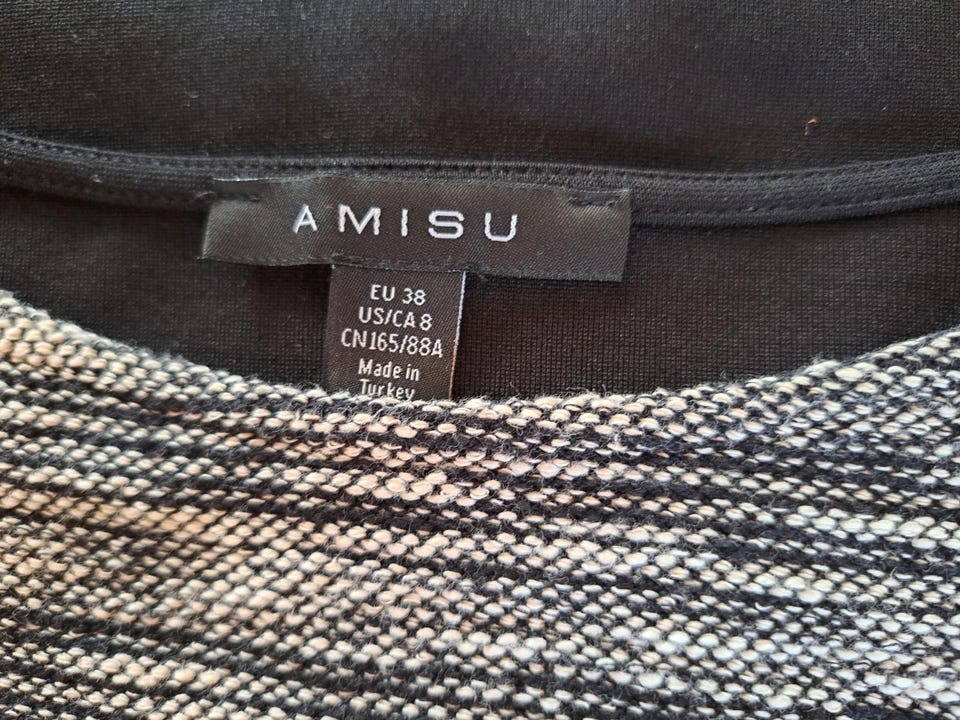 AMISU
EU 38
US/CA 8
CN165/88A
Made in
Turkey